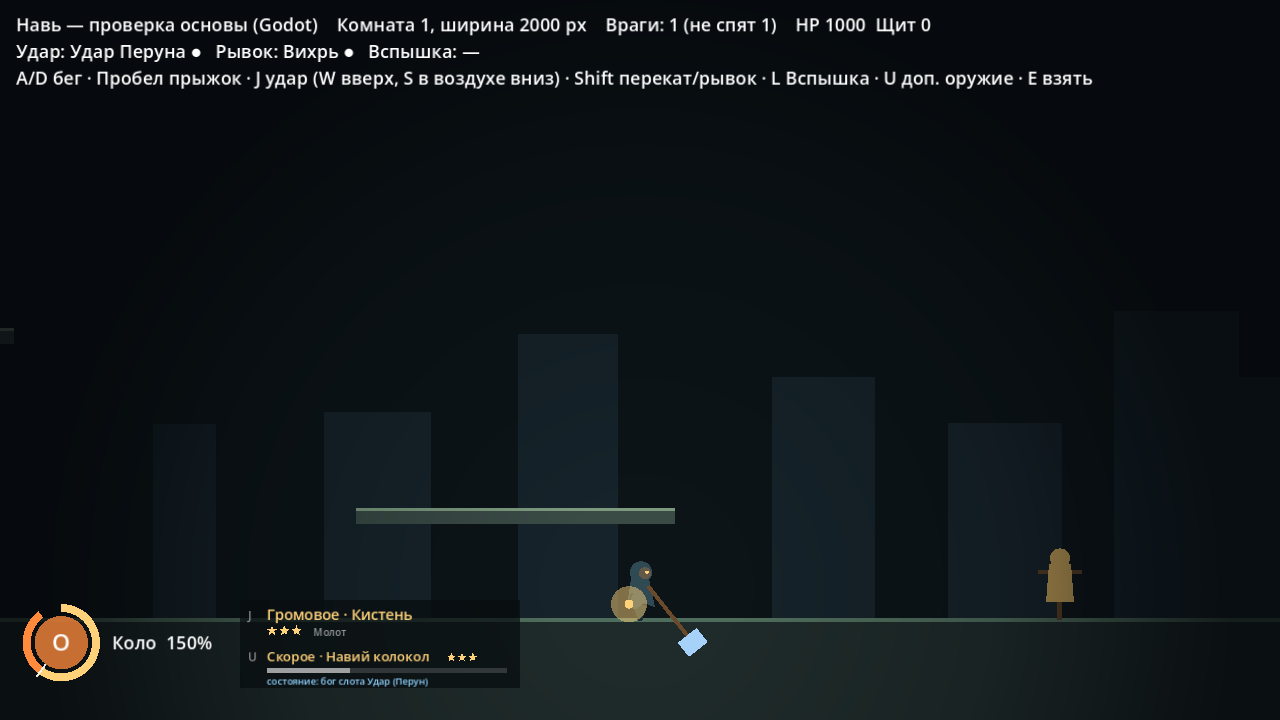 Навь — проверка основы (Godot) Комната 1, ширина 2000 px Враги: 1 (не спят 1) HP 1000 Щит 0
Удар: Удар Перуна ● Рывок: Вихрь ● Вспышка: —
A/D бег · Пробел прыжок · J удар (W вверх, S в воздухе вниз) · Shift перекат/рывок · L Вспышка · U доп. оружие · E взять
J Громовое · Кистень
★★★ Молот
О Коло 150%
U Скорое · Навий колокол ★★★
состояние: бог слота Удар (Перун)